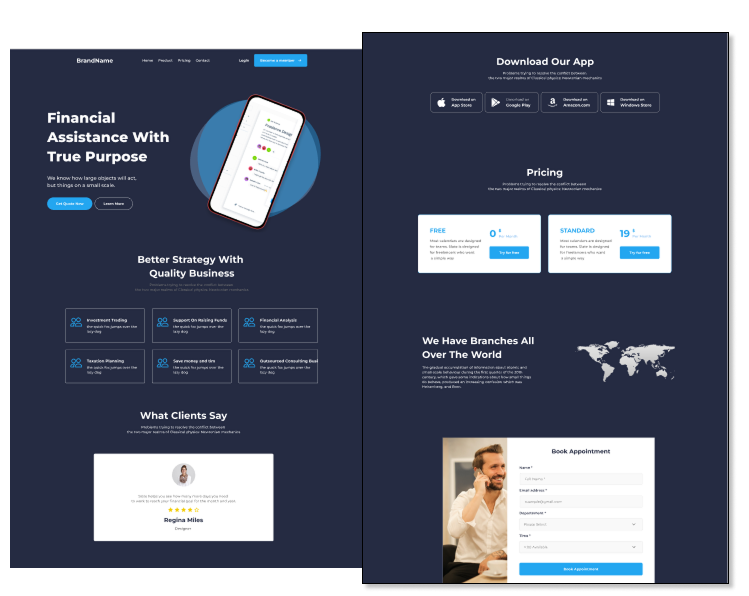 BrandName
Home Product Pricing Contact
Login
Become a member
Financial
Assistance With
True Purpose
We know how large objects will act,
but things on a small scale.
Get Quote Now
Learn More
Better Strategy With
Quality Business
Problems trying to resolve the conflict between
the two major realms of Classical physics: Newtonian mechanics
Investment Trading
the quick fox jumps over the
lazy dog
Support On Raising Funds
the quick fox jumps over the
lazy dog
Financial Analysis
the quick fox jumps over the
lazy dog
Taxation Planning
the quick fox jumps over the
lazy dog
Save money and tim
the quick fox jumps over the
lazy dog
Outsourced Consulting Busi
the quick fox jumps over the
lazy dog
What Clients Say
Problems trying to resolve the conflict between
the two major realms of Classical physics: Newtonian mechanics
Slate helps you see how many more days you need
to work to reach your financial goal for the month and year.
Regina Miles
Designer
Download Our App
Problems trying to resolve the conflict between
the two major realms of Classical physics: Newtonian mechanics
Download on
App Store
Download on
Google Play
Download on
Amazon.com
Download on
Windows Store
Pricing
Problems trying to resolve the conflict between
the two major realms of Classical physics: Newtonian mechanics
FREE
Most calendars are designed
for teams. Slate is designed
for freelancers who want
a simple way
0 $
Per Month
Try for free
STANDARD
Most calendars are designed
for teams. Slate is designed
for freelancers who want
a simple way
19 $
Per Month
Try for free
We Have Branches All
Over The World
The gradual accumulation of information about atomic and
small-scale behaviour during the first quarter of the 20th
century, which gave some indications about how small things
do behave, produced an increasing confusion which was
Book Appointment
Name *
Full Name *
Email address *
example@gmail.com
Departement *
Please Select
Time *
Book Appointment